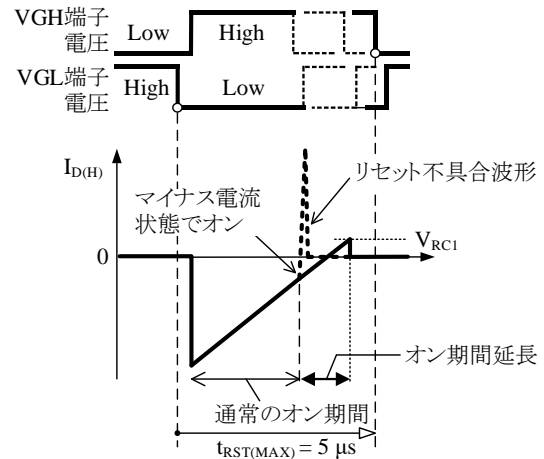 VGH端子
電圧
Low
High
VGL端子
電圧
High
Low
I_D(H)
リセット不具合波形
マイナス電流
状態でオン
V_RC1
0
オン期間延長
通常のオン期間
t_RST(MAX) = 5 µs